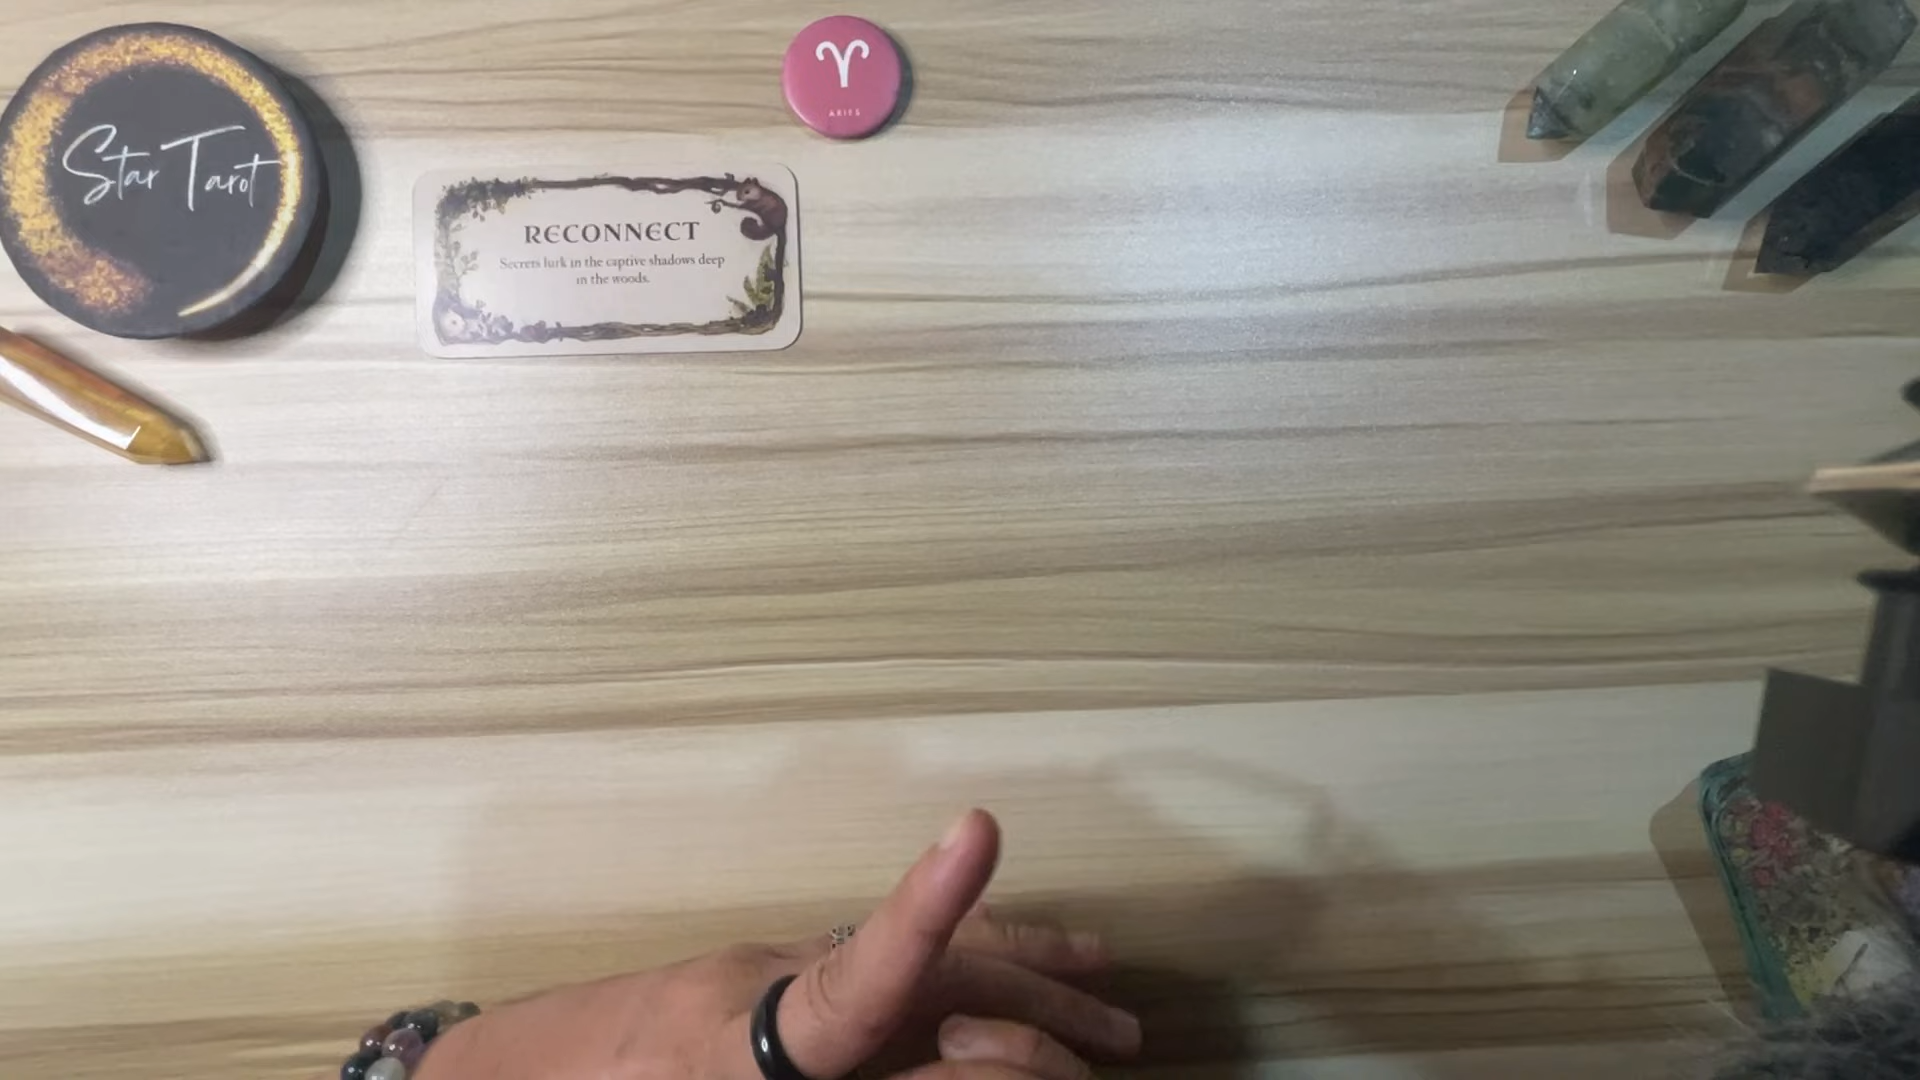 Star Tarot
♈
ARIES
RECONNECT
Secrets lurk in the captive shadows deep
in the woods.